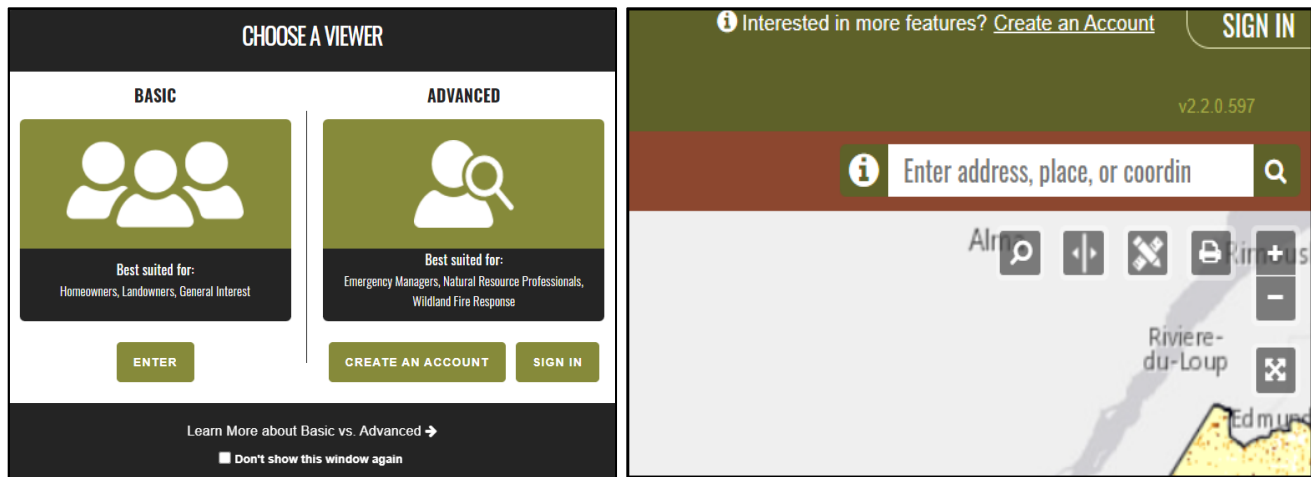 CHOOSE A VIEWER
BASIC
Best suited for:
Homeowners, Landowners, General Interest
ENTER
ADVANCED
Best suited for:
Emergency Managers, Natural Resource Professionals,
Wildland Fire Response
CREATE AN ACCOUNT SIGN IN
Learn More about Basic vs. Advanced
Don't show this window again
Interested in more features? Create an Account
SIGN IN
v2.2.0.597
Enter address, place, or coordin
Riviere-
du-Loup
Edmund